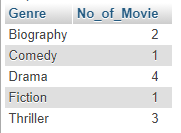 Genre No_of_Movie
Biography 2
Comedy 1
Drama 4
Fiction 1
Thriller 3